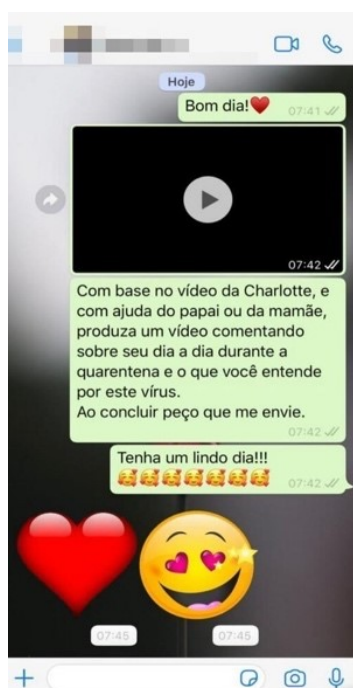 Hoje
Bom dia!❤️ 07:41
07:42
Com base no vídeo da Charlotte, e
com ajuda do papai ou da mamãe,
produza um vídeo comentando
sobre seu dia a dia durante a
quarentena e o que você entende
por este vírus.
Ao concluir peço que me envie.
07:42
Tenha um lindo dia!!!
🥰🥰🥰🥰🥰🥰🥰 07:42
07:45 07:45